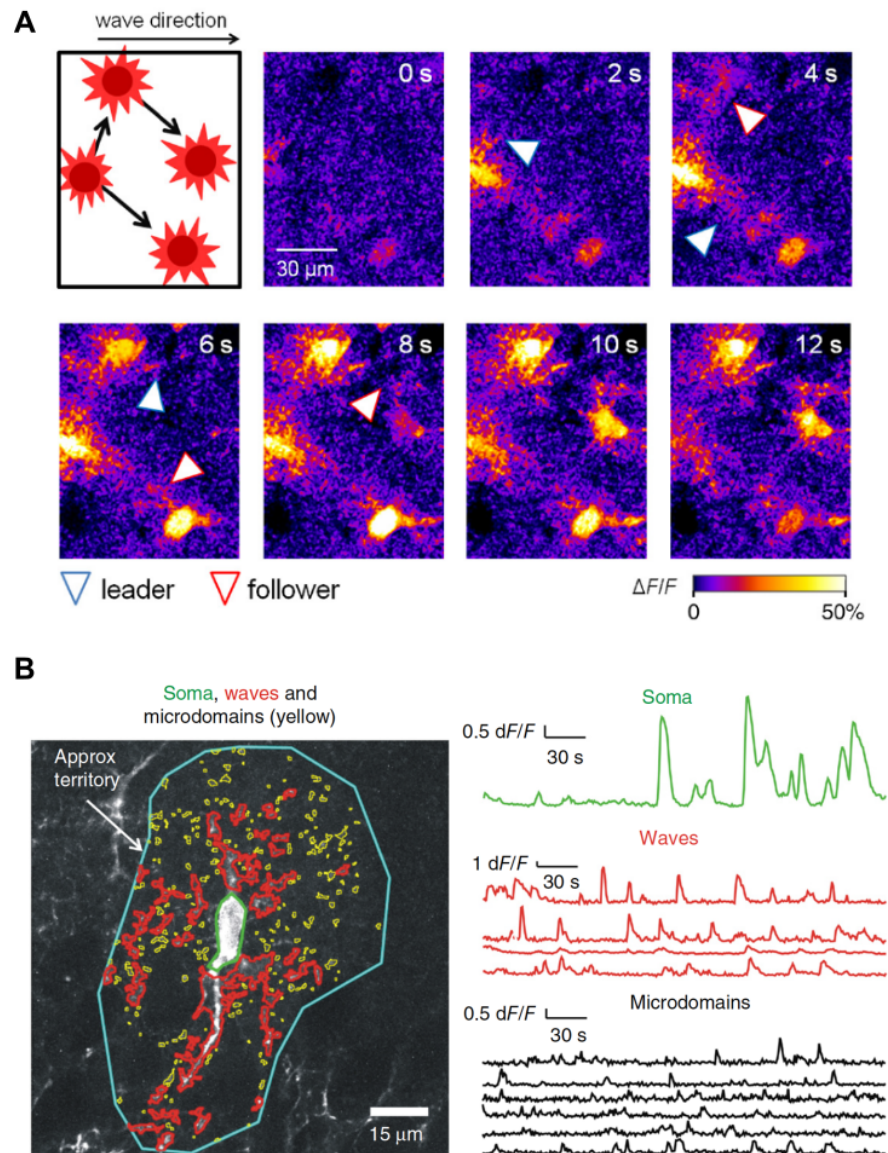 A
wave direction
0 s
2 s
4 s
30 µm
6 s
8 s
10 s
12 s
leader
follower
ΔF/F
0
50%
B
Soma, waves and
microdomains (yellow)
Approx
territory
15 µm
Soma
0.5 dF/F
30 s
Waves
1 dF/F
30 s
Microdomains
0.5 dF/F
30 s